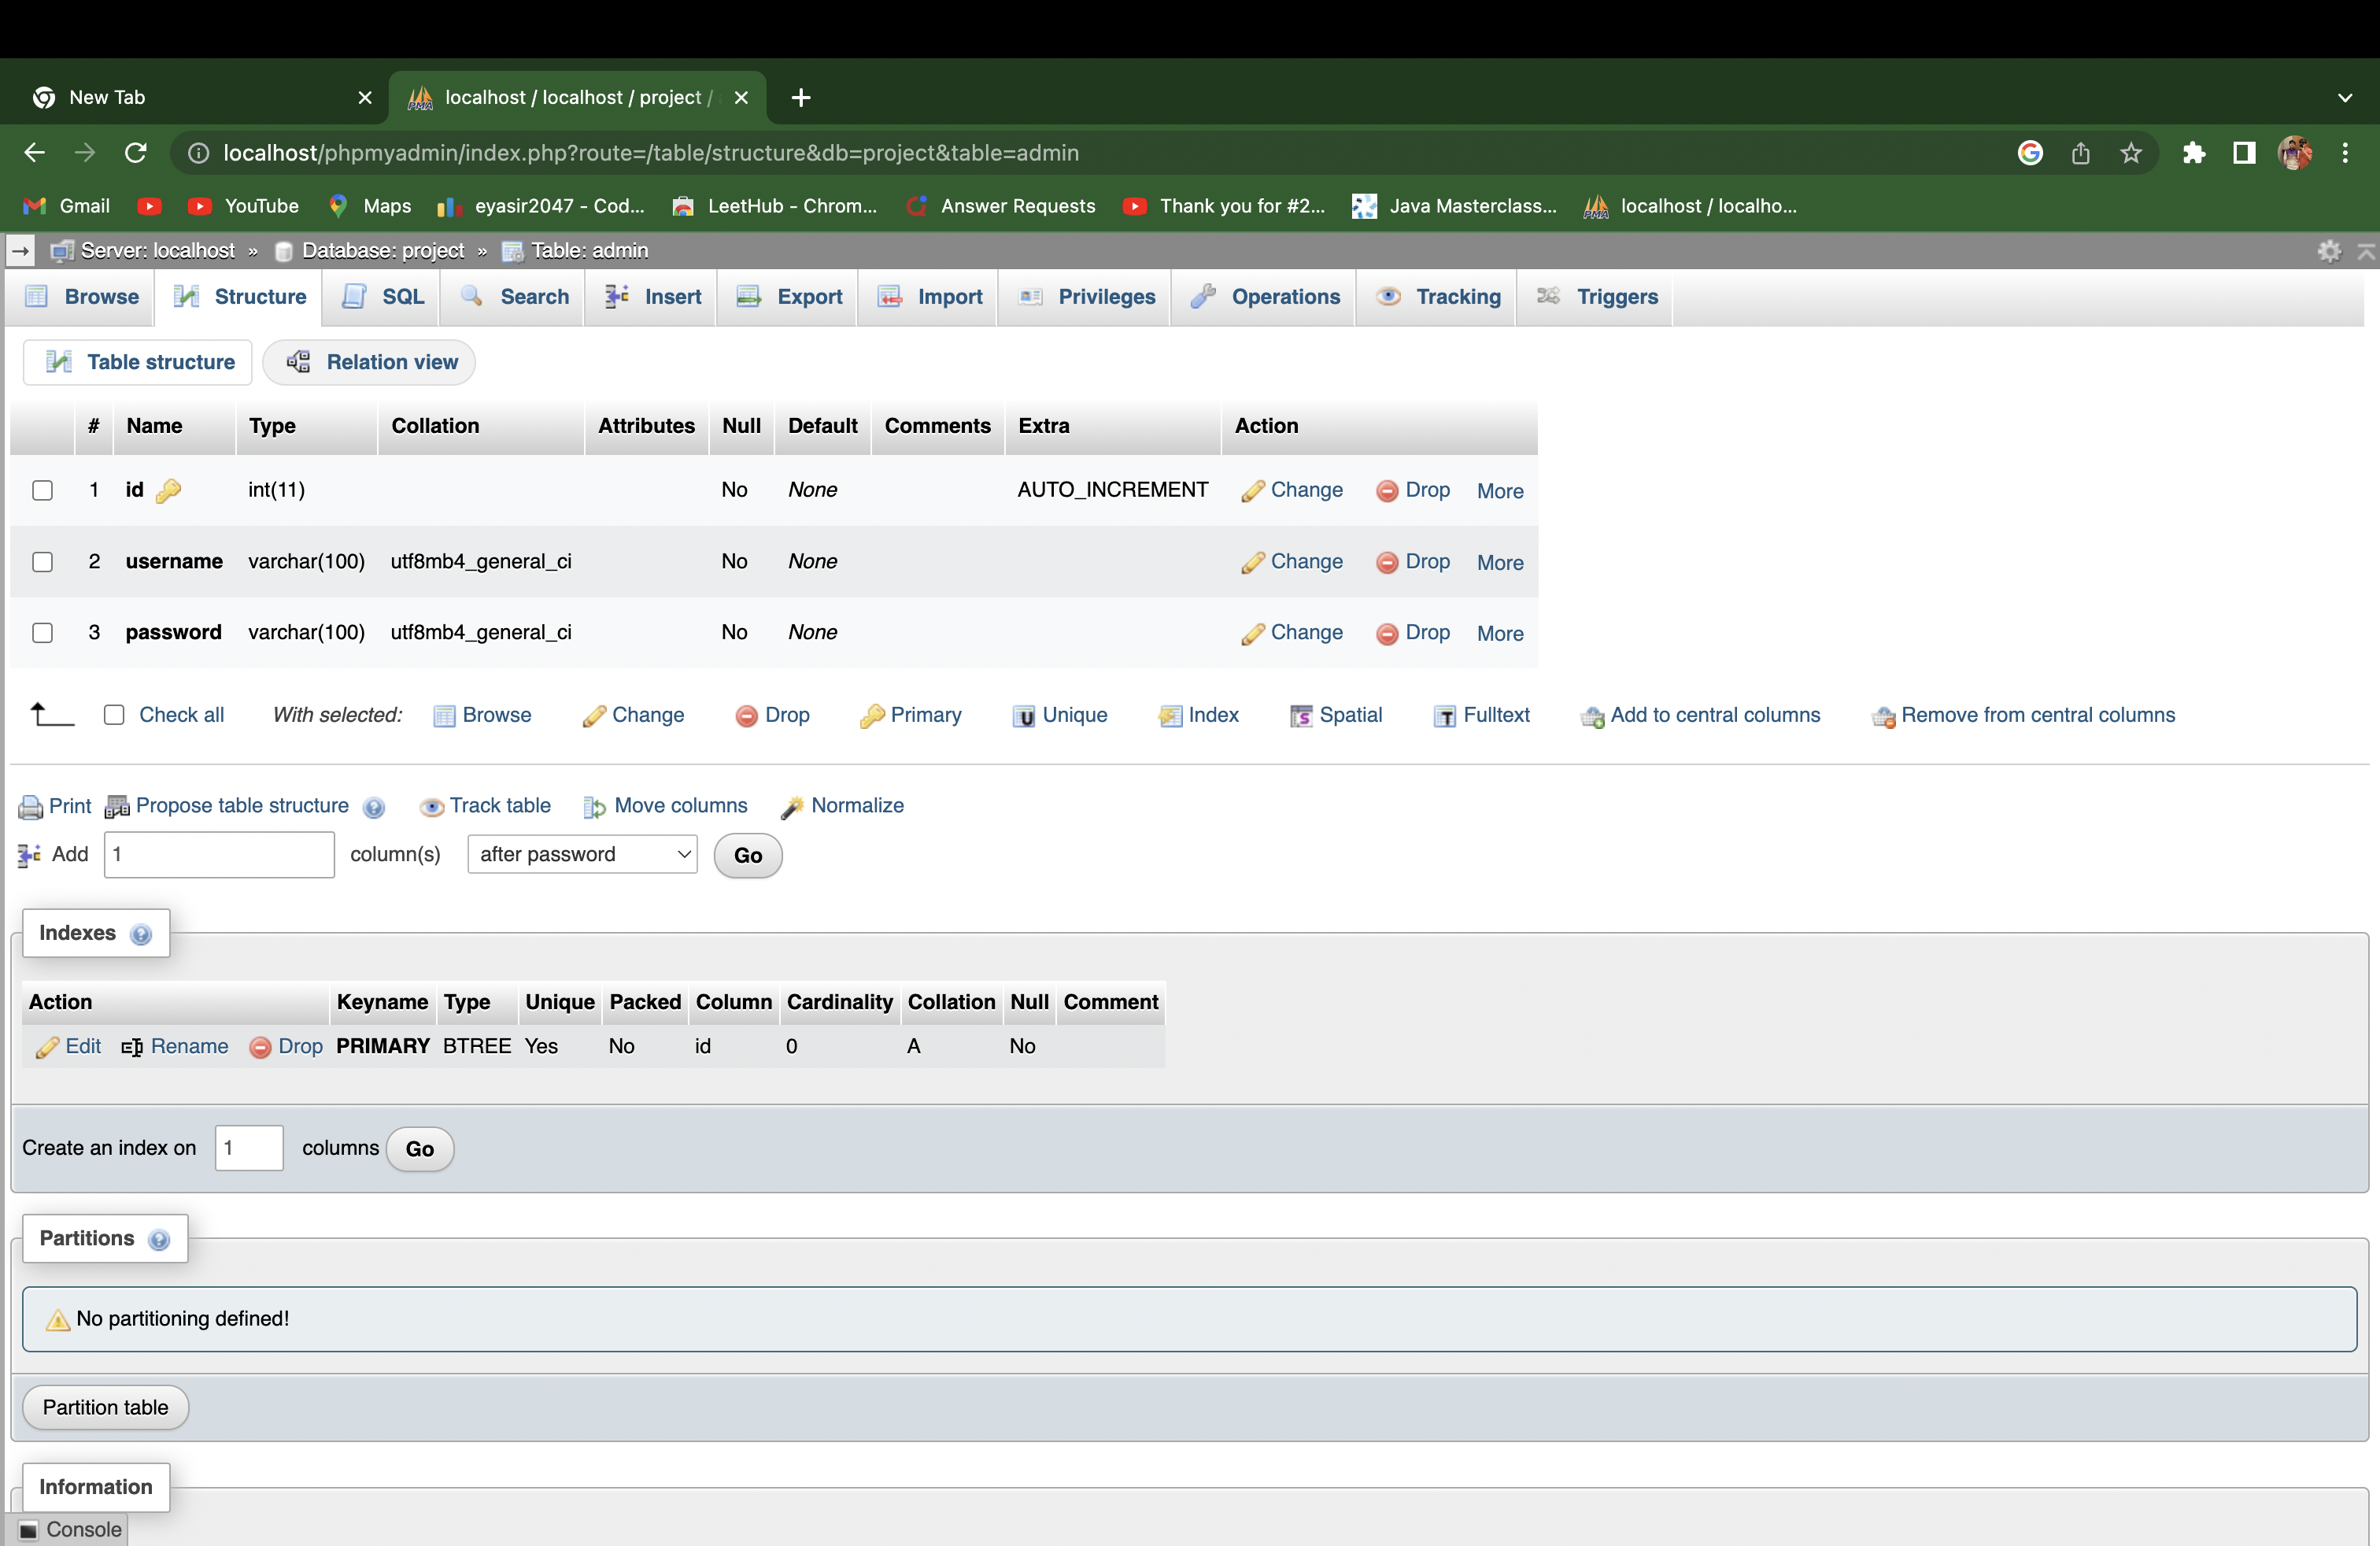 New Tab
localhost / localhost / project /
localhost/phpmyadmin/index.php?route=/table/structure&db=project&table=admin
Gmail YouTube Maps eyasir2047 - Cod... LeetHub - Chrom... Answer Requests Thank you for #2... Java Masterclass... localhost / localho...
Server: localhost » Database: project » Table: admin
Browse Structure SQL Search Insert Export Import Privileges Operations Tracking Triggers
Table structure Relation view
# Name Type Collation Attributes Null Default Comments Extra Action
1 id int(11) No None AUTO_INCREMENT Change Drop More
2 username varchar(100) utf8mb4_general_ci No None Change Drop More
3 password varchar(100) utf8mb4_general_ci No None Change Drop More
Check all With selected: Browse Change Drop Primary Unique Index Spatial Fulltext Add to central columns Remove from central columns
Print Propose table structure Track table Move columns Normalize
Add 1 column(s) after password Go
Indexes
Action Keyname Type Unique Packed Column Cardinality Collation Null Comment
Edit Rename Drop PRIMARY BTREE Yes No id 0 A No
Create an index on 1 columns Go
Partitions
No partitioning defined!
Partition table
Information
Console